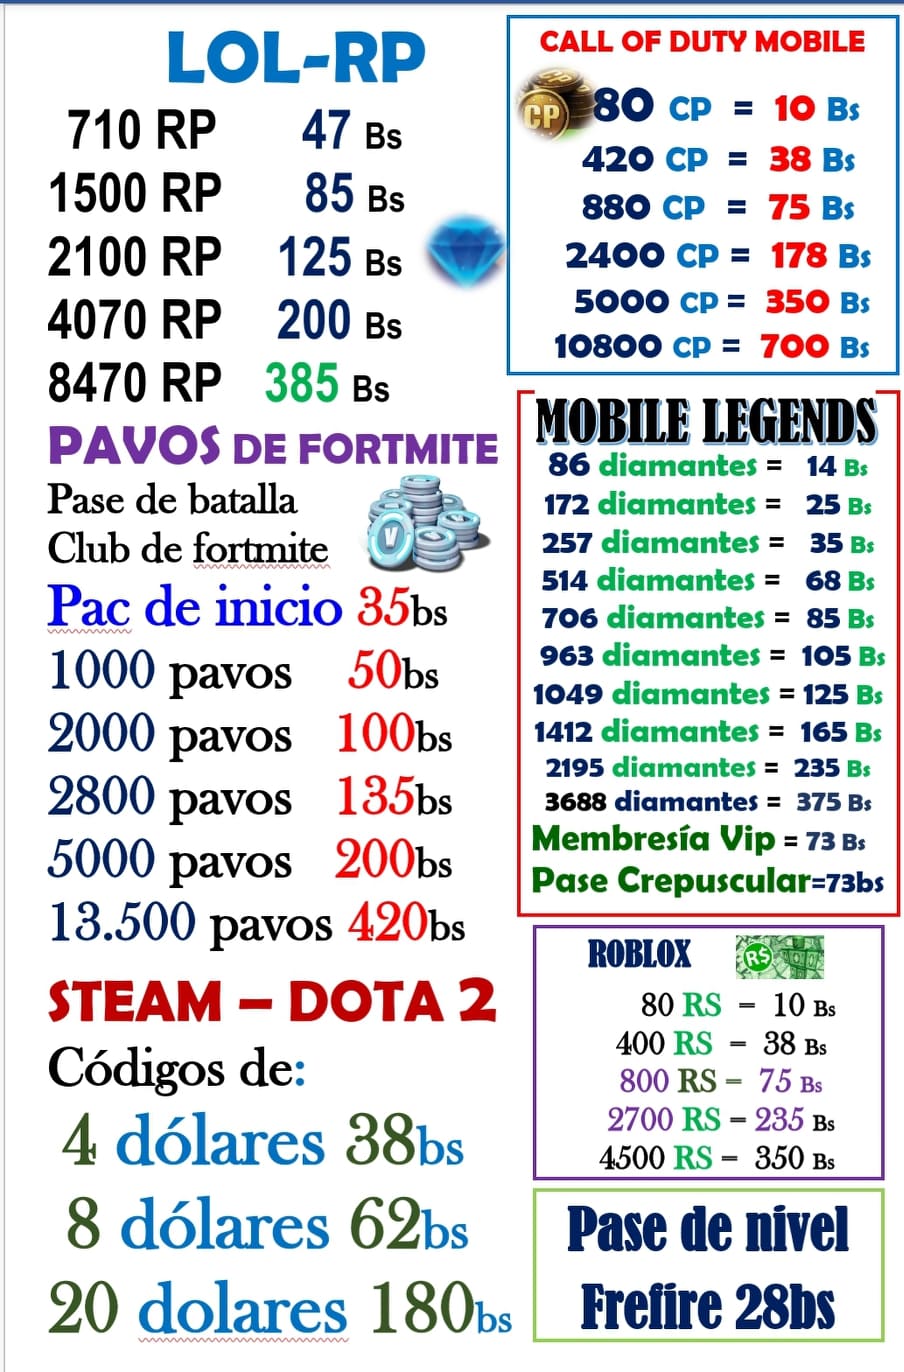 LOL-RP
710 RP 47 Bs
1500 RP 85 Bs
2100 RP 125 Bs
4070 RP 200 Bs
8470 RP 385 Bs
PAVOS DE FORTMITE
Pase de batalla
Club de fortmite
V
Pac de inicio 35bs
1000 pavos 50bs
2000 pavos 100bs
2800 pavos 135bs
5000 pavos 200bs
13.500 pavos 420bs
STEAM – DOTA 2
Códigos de:
4 dólares 38bs
8 dólares 62bs
20 dolares 180bs
CALL OF DUTY MOBILE
CP
80 CP = 10 Bs
420 CP = 38 Bs
880 CP = 75 Bs
2400 CP = 178 Bs
5000 CP = 350 Bs
10800 CP = 700 Bs
MOBILE LEGENDS
86 diamantes = 14 Bs
172 diamantes = 25 Bs
257 diamantes = 35 Bs
514 diamantes = 68 Bs
706 diamantes = 85 Bs
963 diamantes = 105 Bs
1049 diamantes = 125 Bs
1412 diamantes = 165 Bs
2195 diamantes = 235 Bs
3688 diamantes = 375 Bs
Membresía Vip = 73 Bs
Pase Crepuscular=73bs
ROBLOX
R$
80 RS = 10 Bs
400 RS = 38 Bs
800 RS = 75 Bs
2700 RS = 235 Bs
4500 RS = 350 Bs
Pase de nivel
Frefire 28bs